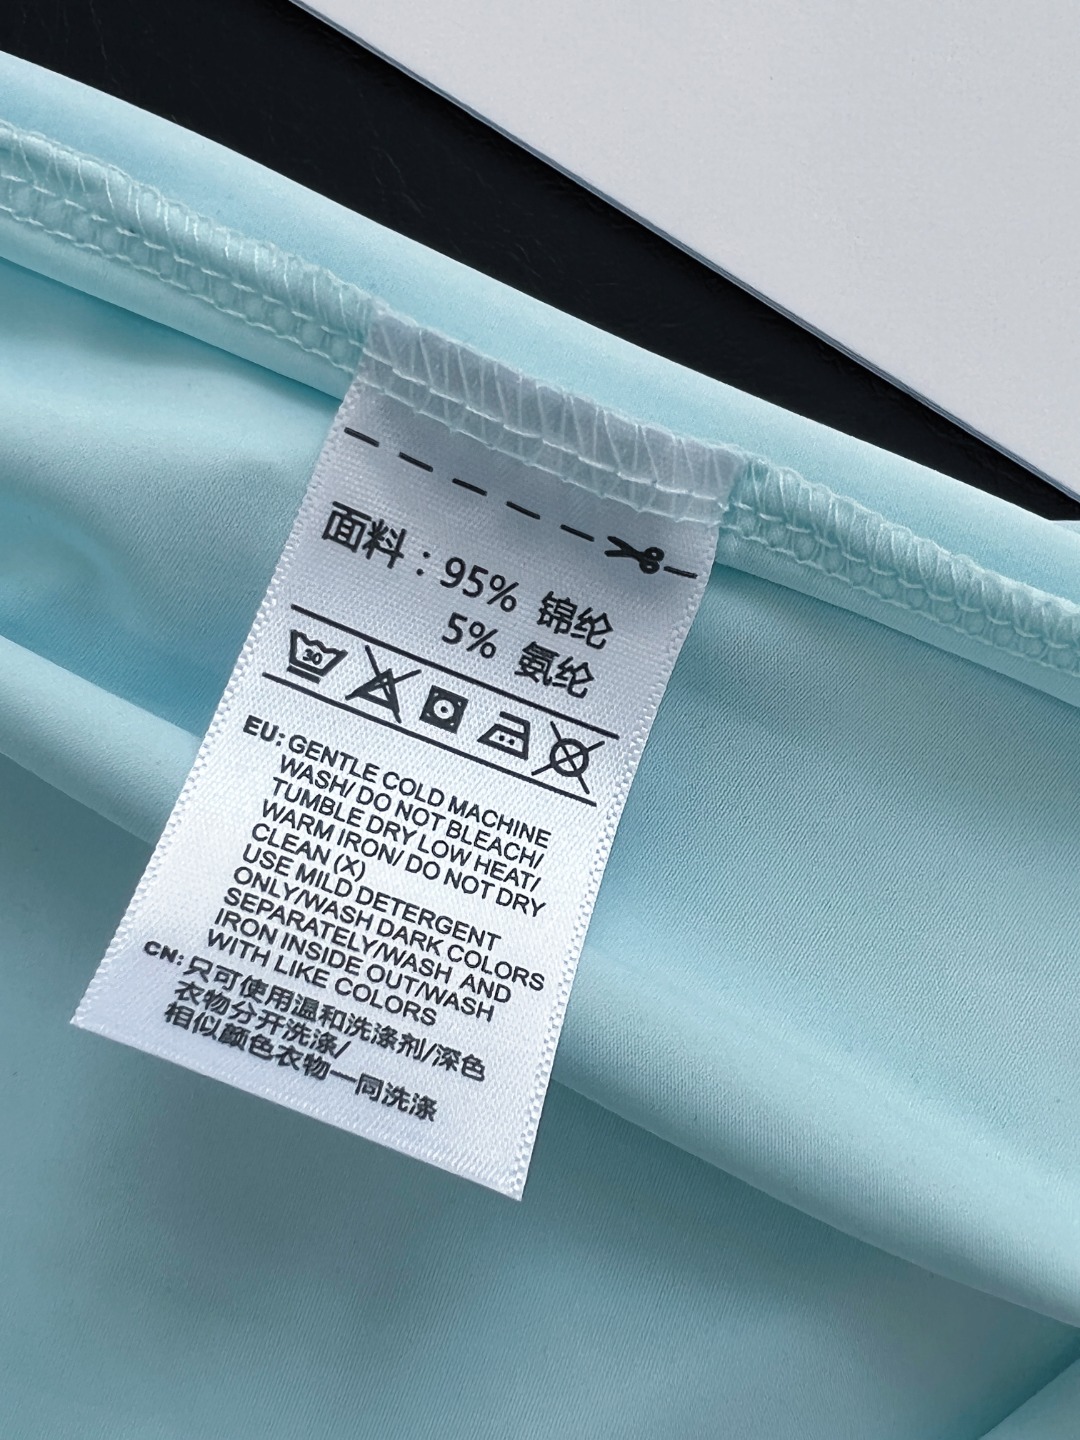 面料：95% 锦纶
5% 氨纶
30
EU: GENTLE COLD MACHINE
WASH/ DO NOT BLEACH/
TUMBLE DRY LOW HEAT/
WARM IRON/ DO NOT DRY
CLEAN (X)
USE MILD DETERGENT
ONLY/WASH DARK COLORS
SEPARATELY/WASH AND
IRON INSIDE OUT/WASH
WITH LIKE COLORS
CN: 只可使用温和洗涤剂/深色
衣物分开洗涤/
相似颜色衣物一同洗涤